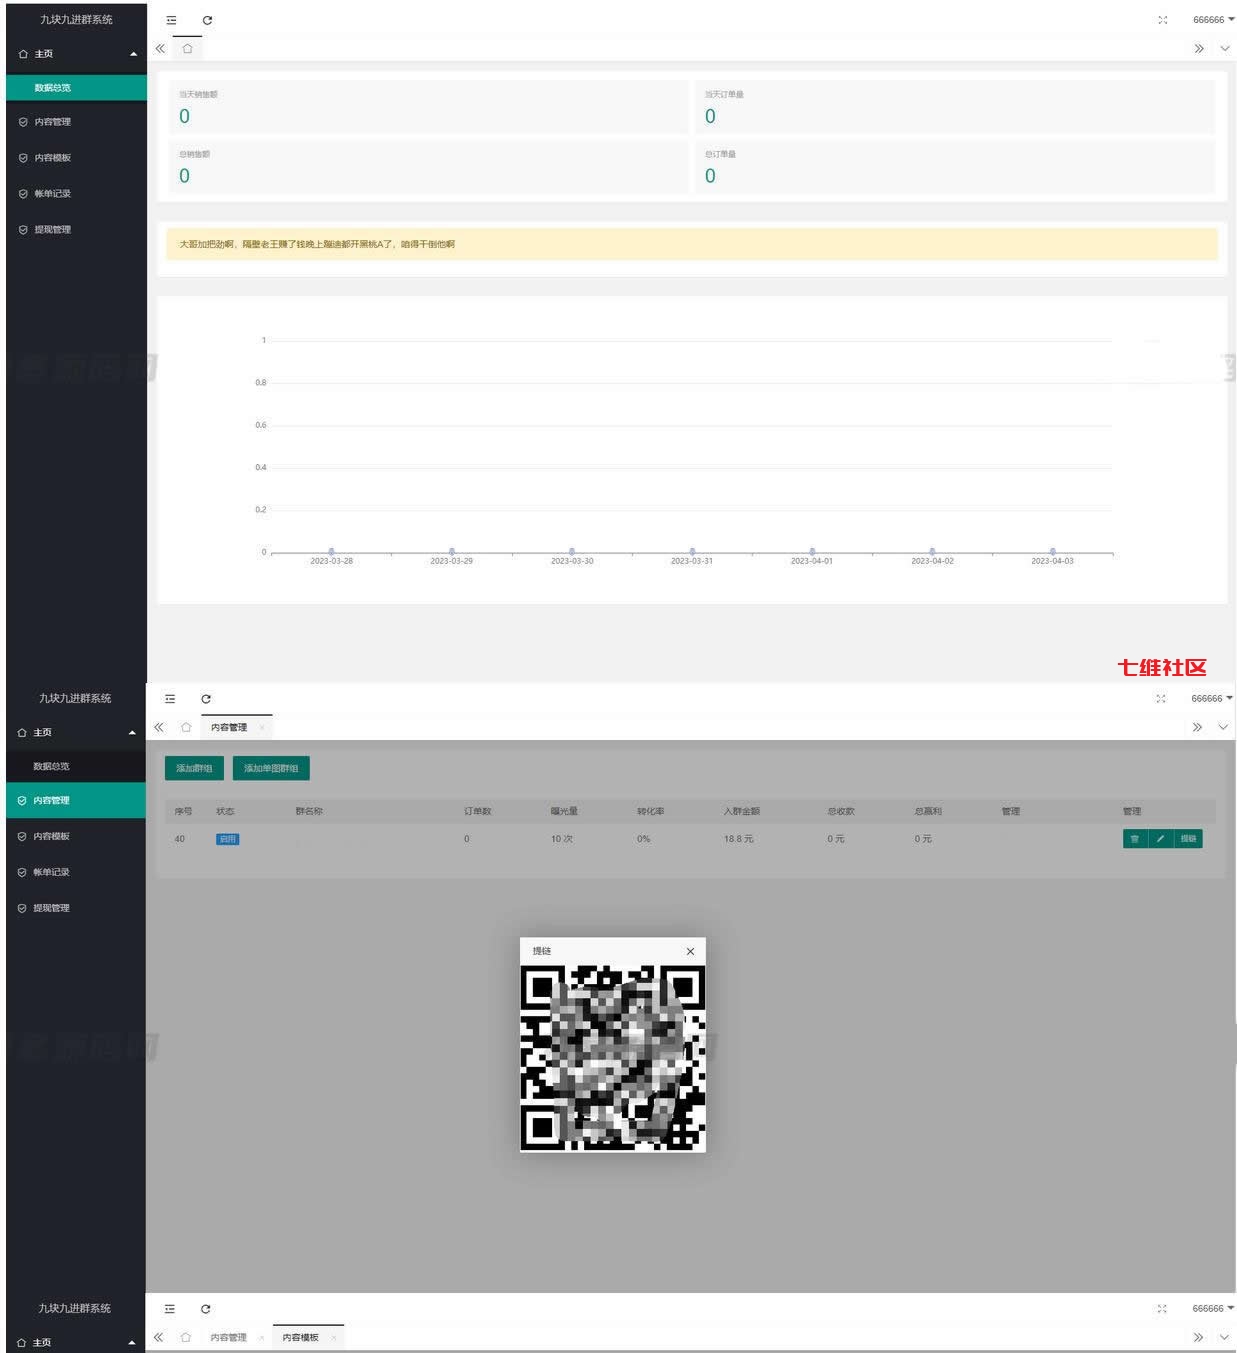 九块九进群系统
666666
主页
数据总览
内容管理
内容模板
帐单记录
提现管理
当天销售额
0
当天订单量
0
总销售额
0
总订单量
0
大哥加把劲啊，隔壁老王赚了钱晚上蹦迪都开黑桃A了，咱得干倒他啊
1
0.8
0.6
0.4
0.2
0
2023-03-28
2023-03-29
2023-03-30
2023-03-31
2023-04-01
2023-04-02
2023-04-03
七维社区
九块九进群系统
666666
主页
内容管理
数据总览
内容管理
内容模板
帐单记录
提现管理
添加群组 添加单图群组
序号 状态 群名称 订单数 曝光量 转化率 入群金额 总收款 总赢利 管理 管理
40 启用 0 10 次 0% 18.8 元 0 元 0 元 提链
提链
九块九进群系统
666666
主页
内容管理 内容模板